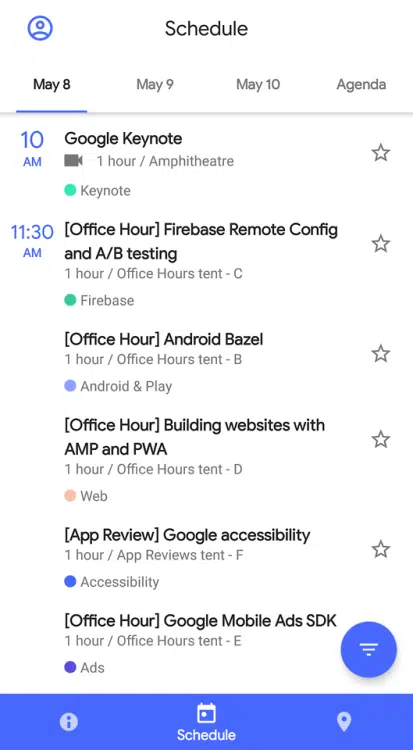 Schedule
May 8
May 9
May 10
Agenda
10
AM
Google Keynote
1 hour / Amphitheatre
Keynote
11:30
AM
[Office Hour] Firebase Remote Config
and A/B testing
1 hour / Office Hours tent - C
Firebase
[Office Hour] Android Bazel
1 hour / Office Hours tent - B
Android & Play
[Office Hour] Building websites with
AMP and PWA
1 hour / Office Hours tent - D
Web
[App Review] Google accessibility
1 hour / App Reviews tent - F
Accessibility
[Office Hour] Google Mobile Ads SDK
1 hour / Office Hours tent - E
Ads
Schedule